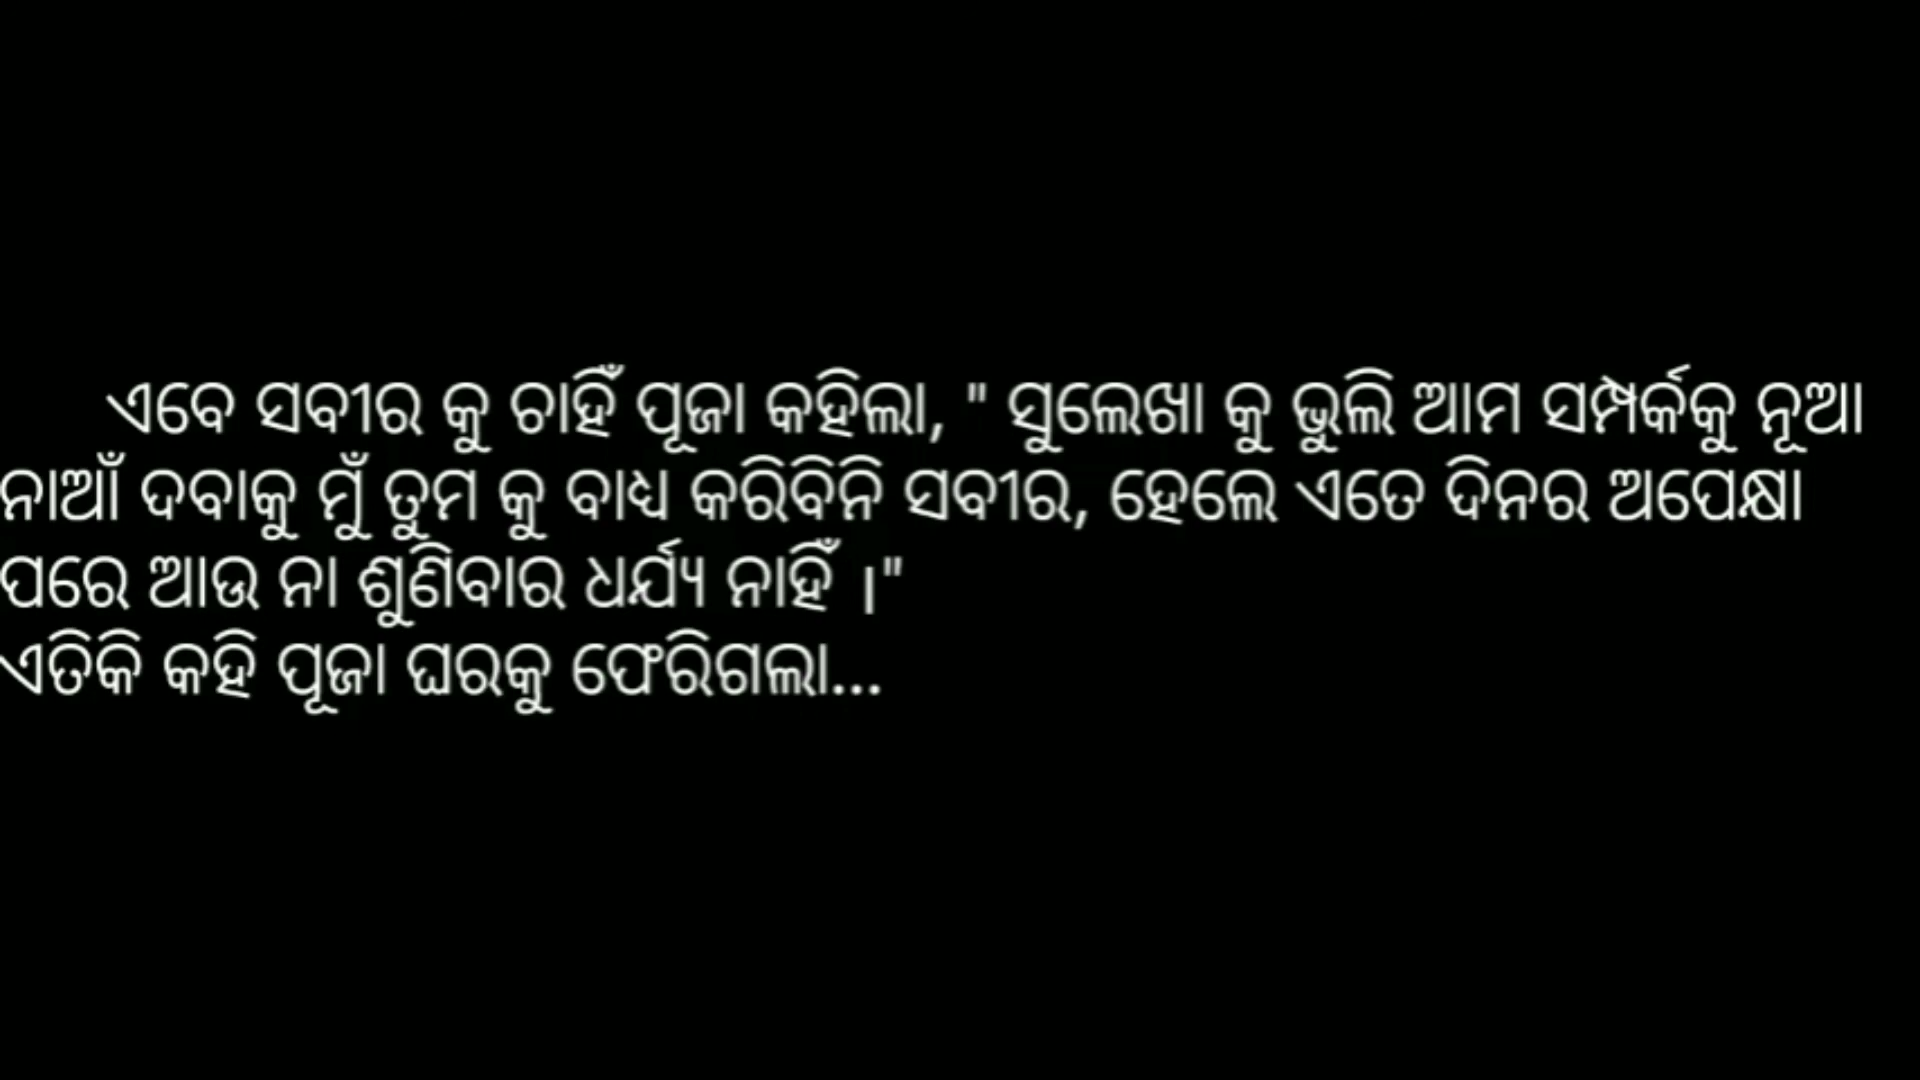 ଏବେ ସବୀର କୁ ଚାହିଁ ପୂଜା କହିଲା, " ସୁଲେଖା କୁ ଭୁଲି ଆମ ସମ୍ପର୍କକୁ ନୂଆ
ନାଆଁ ଦବାକୁ ମୁଁ ତୁମ କୁ ବାଧ୍ୟ କରିବିନି ସବୀର, ହେଲେ ଏତେ ଦିନର ଅପେକ୍ଷା
ପରେ ଆଉ ନା ଶୁଣିବାର ଧର୍ଯ୍ୟ ନାହିଁ ।"
ଏତିକି କହି ପୂଜା ଘରକୁ ଫେରିଗଲା...